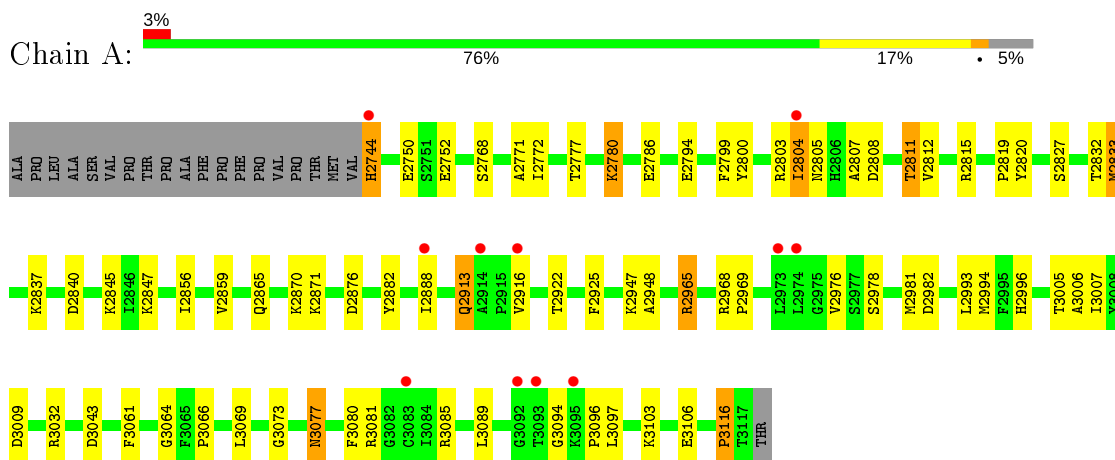 3%
Chain A:
76% 17% • 5%
ALA PRO LEU ALA SER VAL PRO THR PRO ALA PHE PRO PHE PRO VAL PRO THR MET VAL H2744 E2750 S2751 E2752 S2768 A2771 I2772 T2777 K2780 E2786 E2794 F2799 Y2800 R2803 I2804 N2805 H2806 A2807 D2808 T2811 V2812 R2815 P2819 Y2820 S2827 T2832 M2833
K2837 D2840 K2845 I2846 K2847 I2856 V2859 Q2865 K2870 K2871 D2876 Y2882 I2888 Q2913 A2914 P2915 V2916 T2922 F2925 K2947 A2948 R2965 R2968 P2969 L2973 L2974 G2975 V2976 S2977 S2978 M2981 D2982 L2993 M2994 F2995 H2996 T3005 A3006 I3007 Y3008
D3009 R3032 D3043 F3061 G3064 F3065 P3066 L3069 G3073 N3077 F3080 R3081 G3082 C3083 I3084 R3085 L3089 G3092 T3093 G3094 K3095 P3096 L3097 K3103 E3106 P3116 T3117 THR